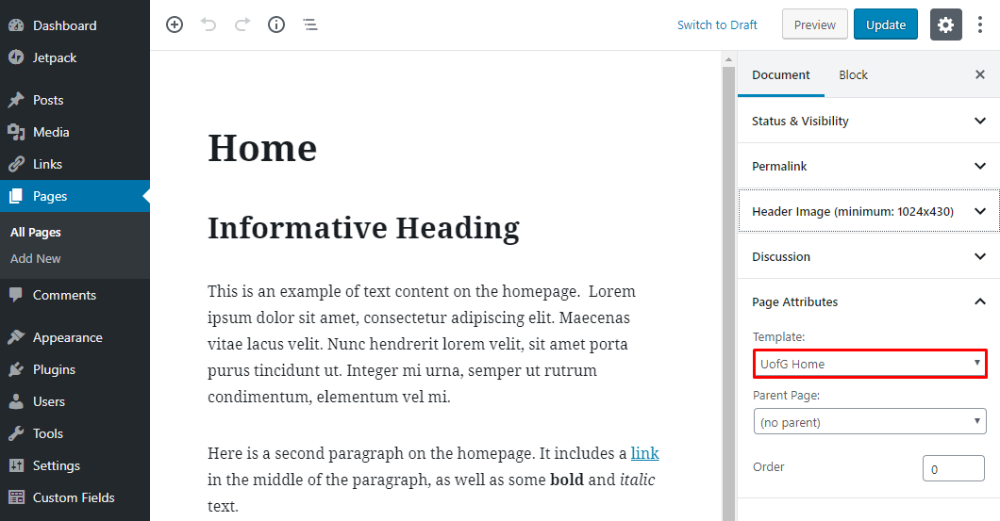 Dashboard
Jetpack
Posts
Media
Links
Pages
All Pages
Add New
Comments
Appearance
Plugins
Users
Tools
Settings
Custom Fields
Switch to Draft
Preview
Update
Home
Informative Heading
This is an example of text content on the homepage.  Lorem
ipsum dolor sit amet, consectetur adipiscing elit. Maecenas
vitae lacus velit. Nunc hendrerit lorem velit, sit amet porta
purus tincidunt ut. Integer mi urna, semper ut rutrum
condimentum, elementum vel mi.
Here is a second paragraph on the homepage. It includes a link
in the middle of the paragraph, as well as some bold and italic
text.
Document
Block
Status & Visibility
Permalink
Header Image (minimum: 1024x430)
Discussion
Page Attributes
Template:
UofG Home
Parent Page:
(no parent)
Order
0